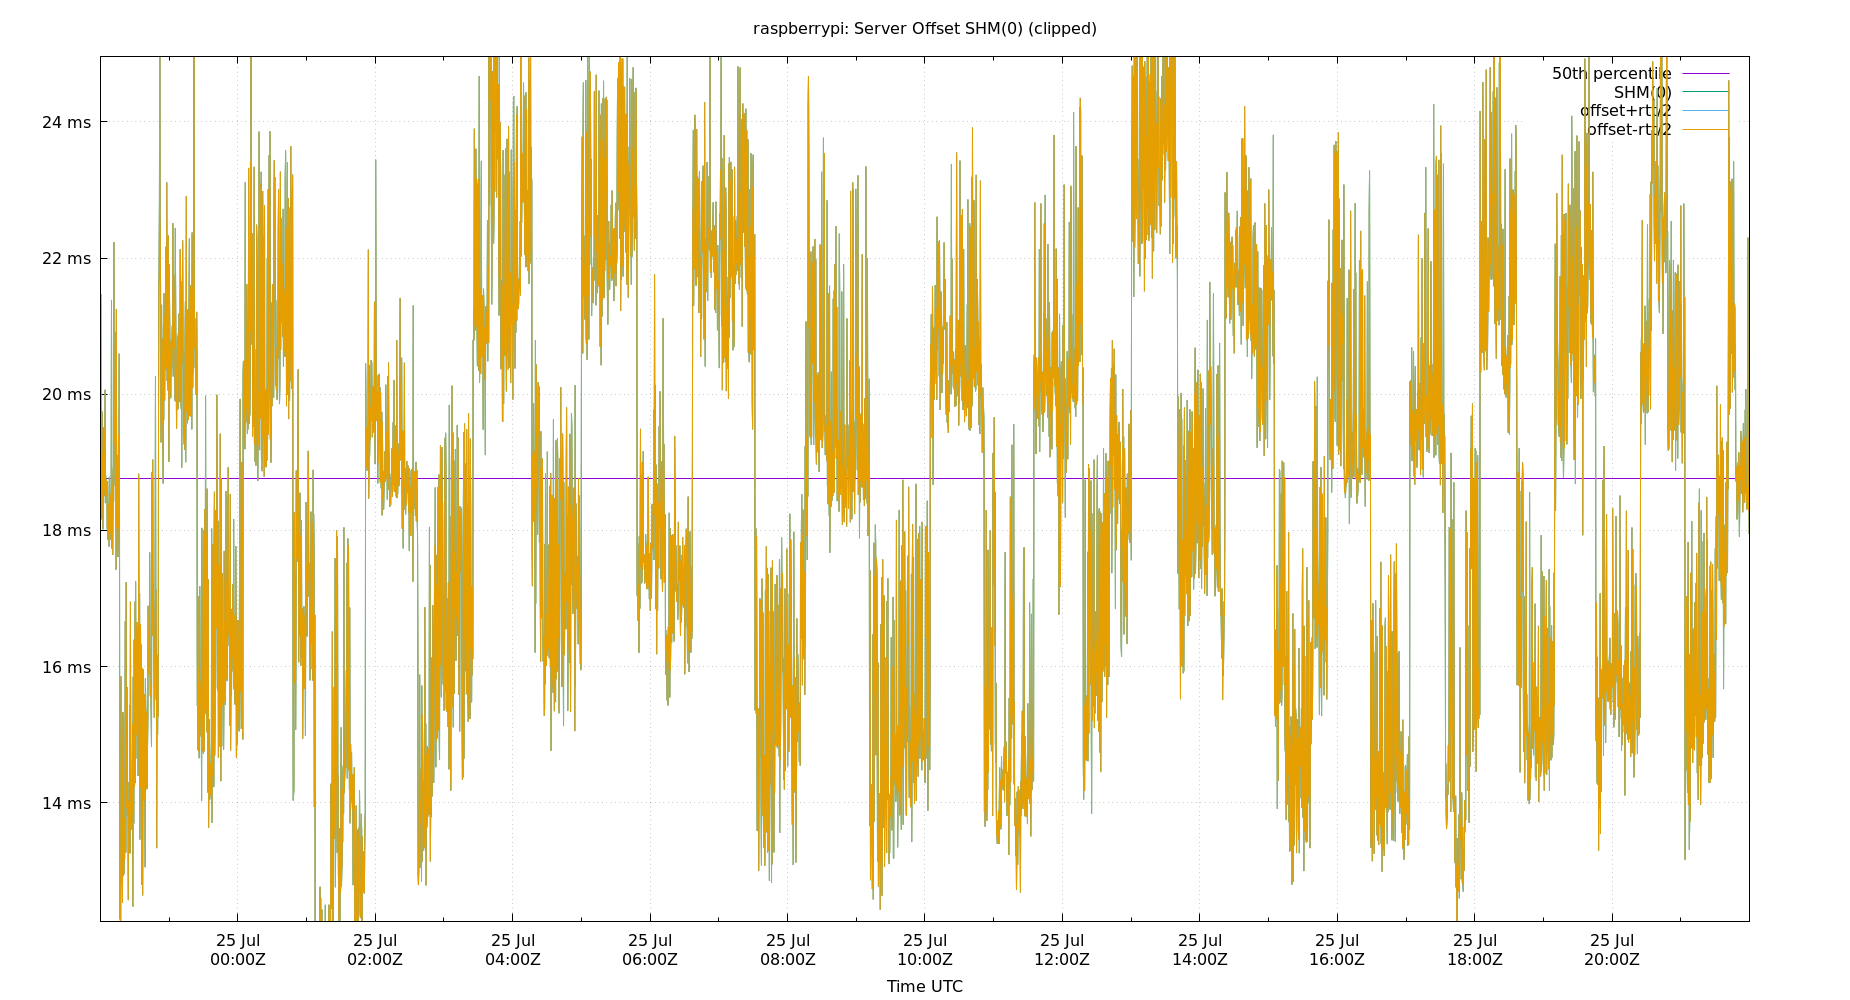 raspberrypi: Server Offset SHM(0) (clipped)
50th percentile
SHM(0)
offset+rtt/2
offset-rtt/2
24 ms
22 ms
20 ms
18 ms
16 ms
14 ms
25 Jul 25 Jul 25 Jul 25 Jul 25 Jul 25 Jul 25 Jul 25 Jul 25 Jul 25 Jul 25 Jul
00:00Z 02:00Z 04:00Z 06:00Z 08:00Z 10:00Z 12:00Z 14:00Z 16:00Z 18:00Z 20:00Z
Time UTC